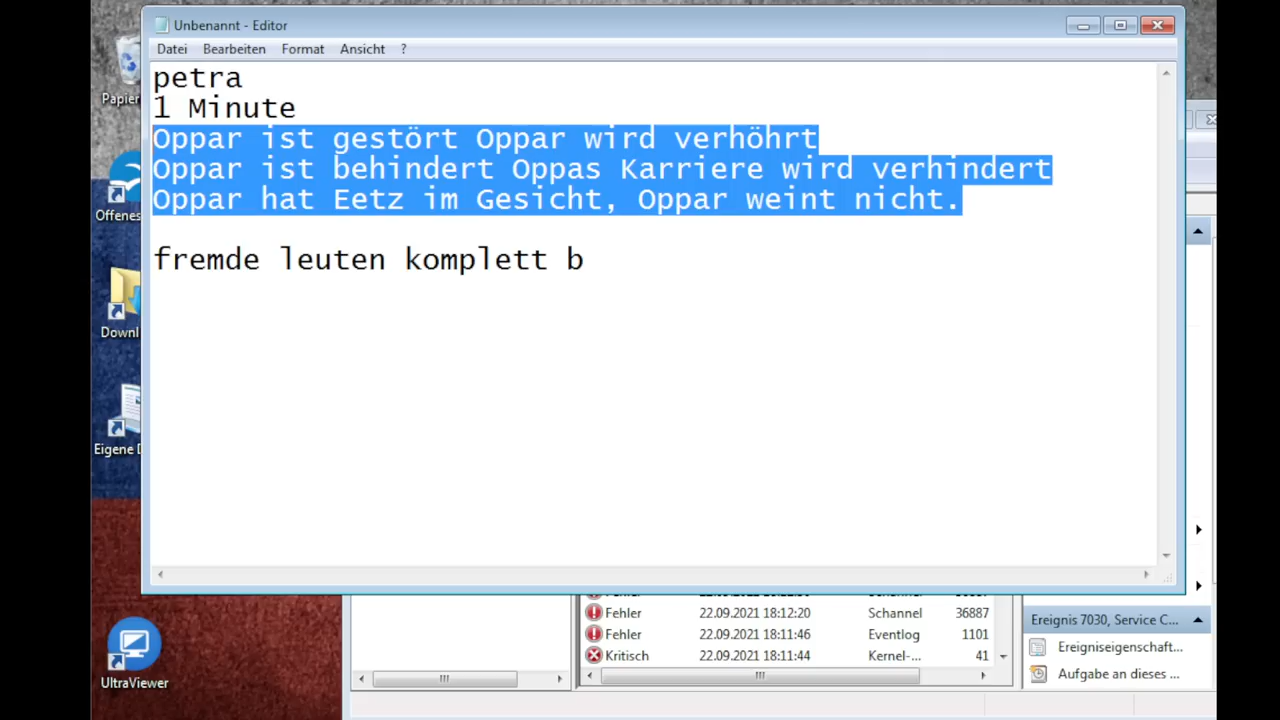 Unbenannt - Editor
Datei Bearbeiten Format Ansicht ?
petra
1 Minute
Oppar ist gestört Oppar wird verhöhrt
Oppar ist behindert Oppas Karriere wird verhindert
Oppar hat Eetz im Gesicht, Oppar weint nicht.
fremde leuten komplett b
Papier
Offenes
Downl
Eigene D
UltraViewer
Fehler 22.09.2021 18:12:20 Schannel 36887
Fehler 22.09.2021 18:11:46 Eventlog 1101
Kritisch 22.09.2021 18:11:44 Kernel-... 41
Ereignis 7030, Service C...
Ereigniseigenschaft...
Aufgabe an dieses ...